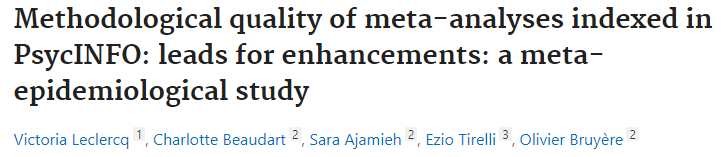 Methodological quality of meta-analyses indexed in
PsycINFO: leads for enhancements: a meta-
epidemiological study
Victoria Leclercq 1, Charlotte Beaudart 2, Sara Ajamieh 2, Ezio Tirelli 3, Olivier Bruyère 2